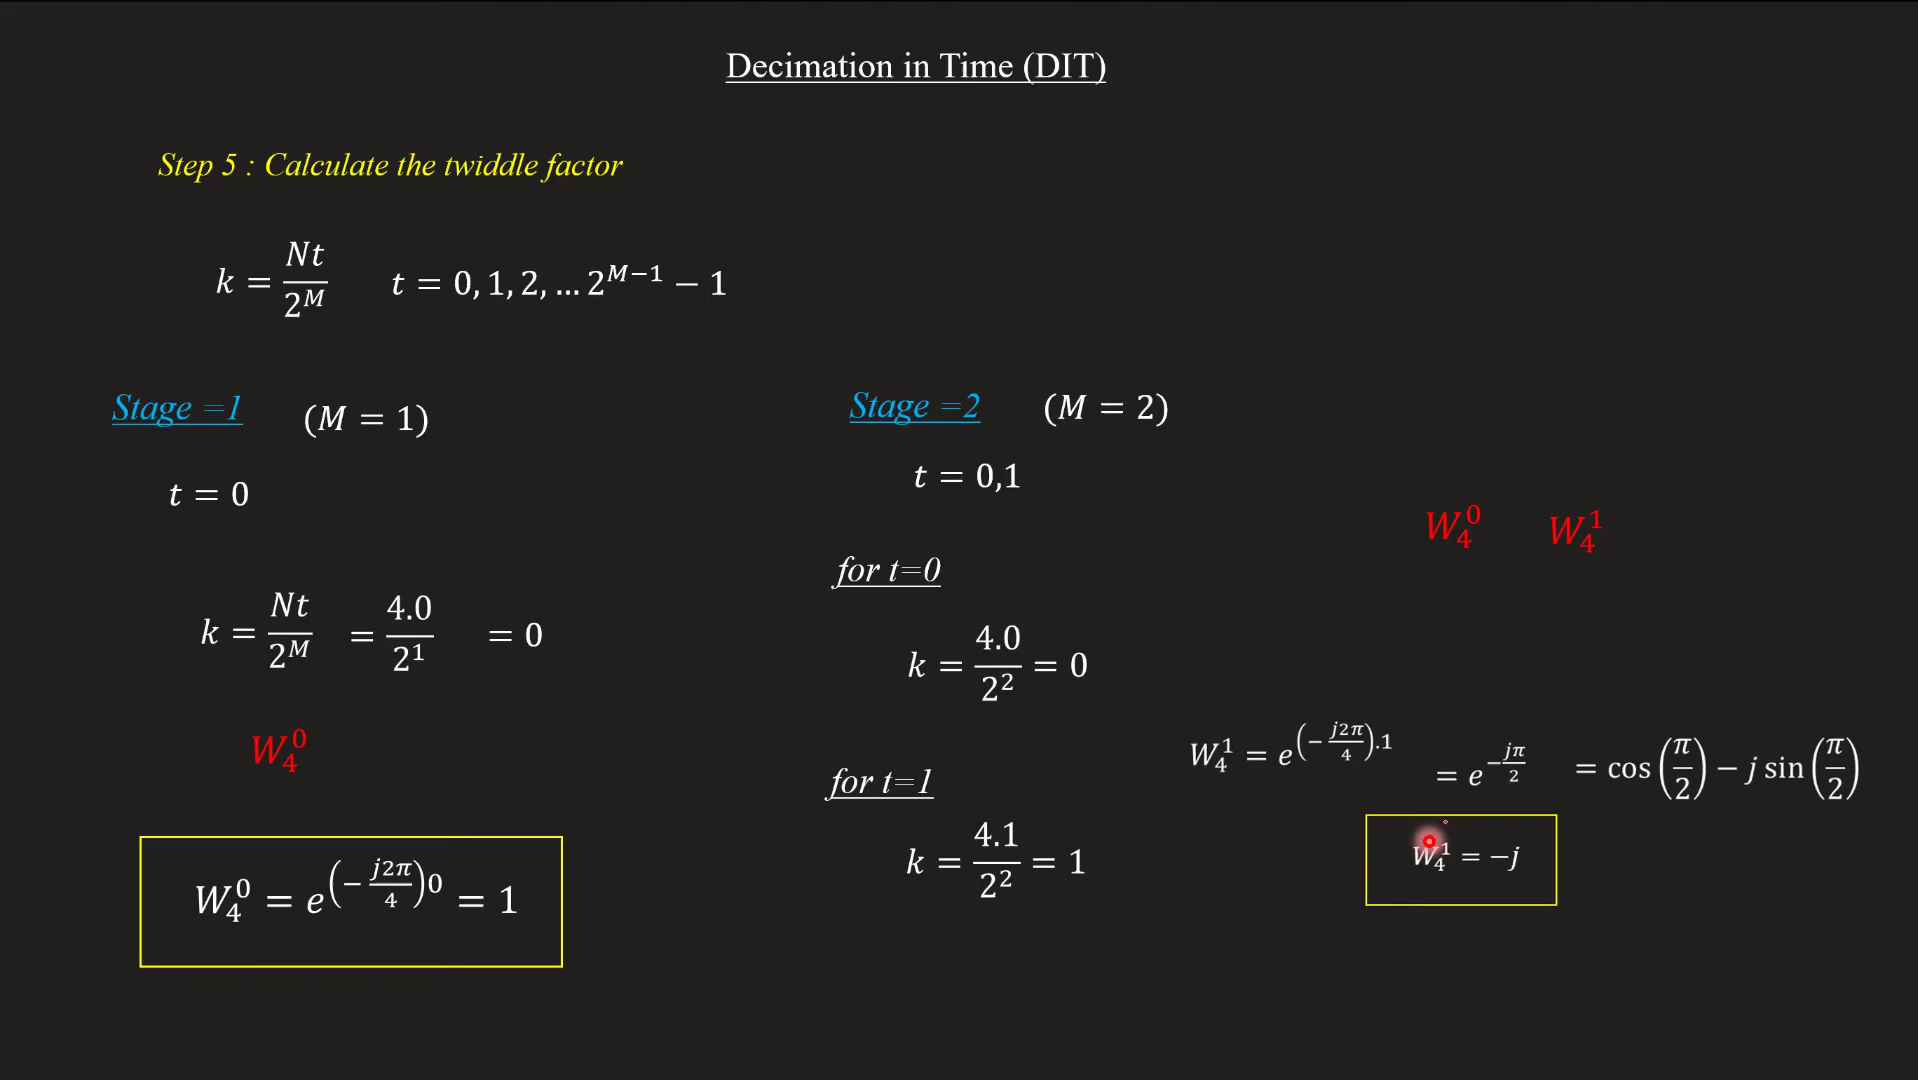 Decimation in Time (DIT)
Step 5 : Calculate the twiddle factor
k = Nt/2^M    t = 0, 1, 2, … 2^(M−1) − 1
Stage =1    (M = 1)
t = 0
k = Nt/2^M = 4.0/2^1 = 0
W_4^0
W_4^0 = e^(−j2π/4)0 = 1
Stage =2    (M = 2)
t = 0,1
W_4^0    W_4^1
for t=0
k = 4.0/2^2 = 0
for t=1
k = 4.1/2^2 = 1
W_4^1 = e^(−j2π/4).1 = e^−jπ/2 = cos(π/2) − j sin(π/2)
W_4^1 = −j